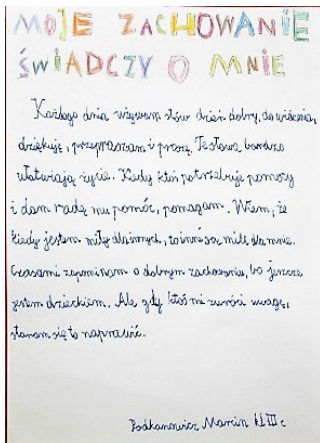 MOJE ZACHOWANIE
ŚWIADCZY O MNIE
Każdego dnia używam słów dzień dobry, do widzenia,
dziękuję, przepraszam i proszę. Te słowa bardzo
ułatwiają życie. Kiedy ktoś potrzebuje pomocy
i dam radę mu pomóc, pomagam. Wiem, że
kiedy jestem miły dla innych, to inni są mili dla mnie.
Czasami zapominam o dobrym zachowaniu, bo jeszcze
jestem dzieckiem. Ale gdy ktoś mi zwróci uwagę,
staram się to naprawić.
Podkanowicz Marcin kl III c